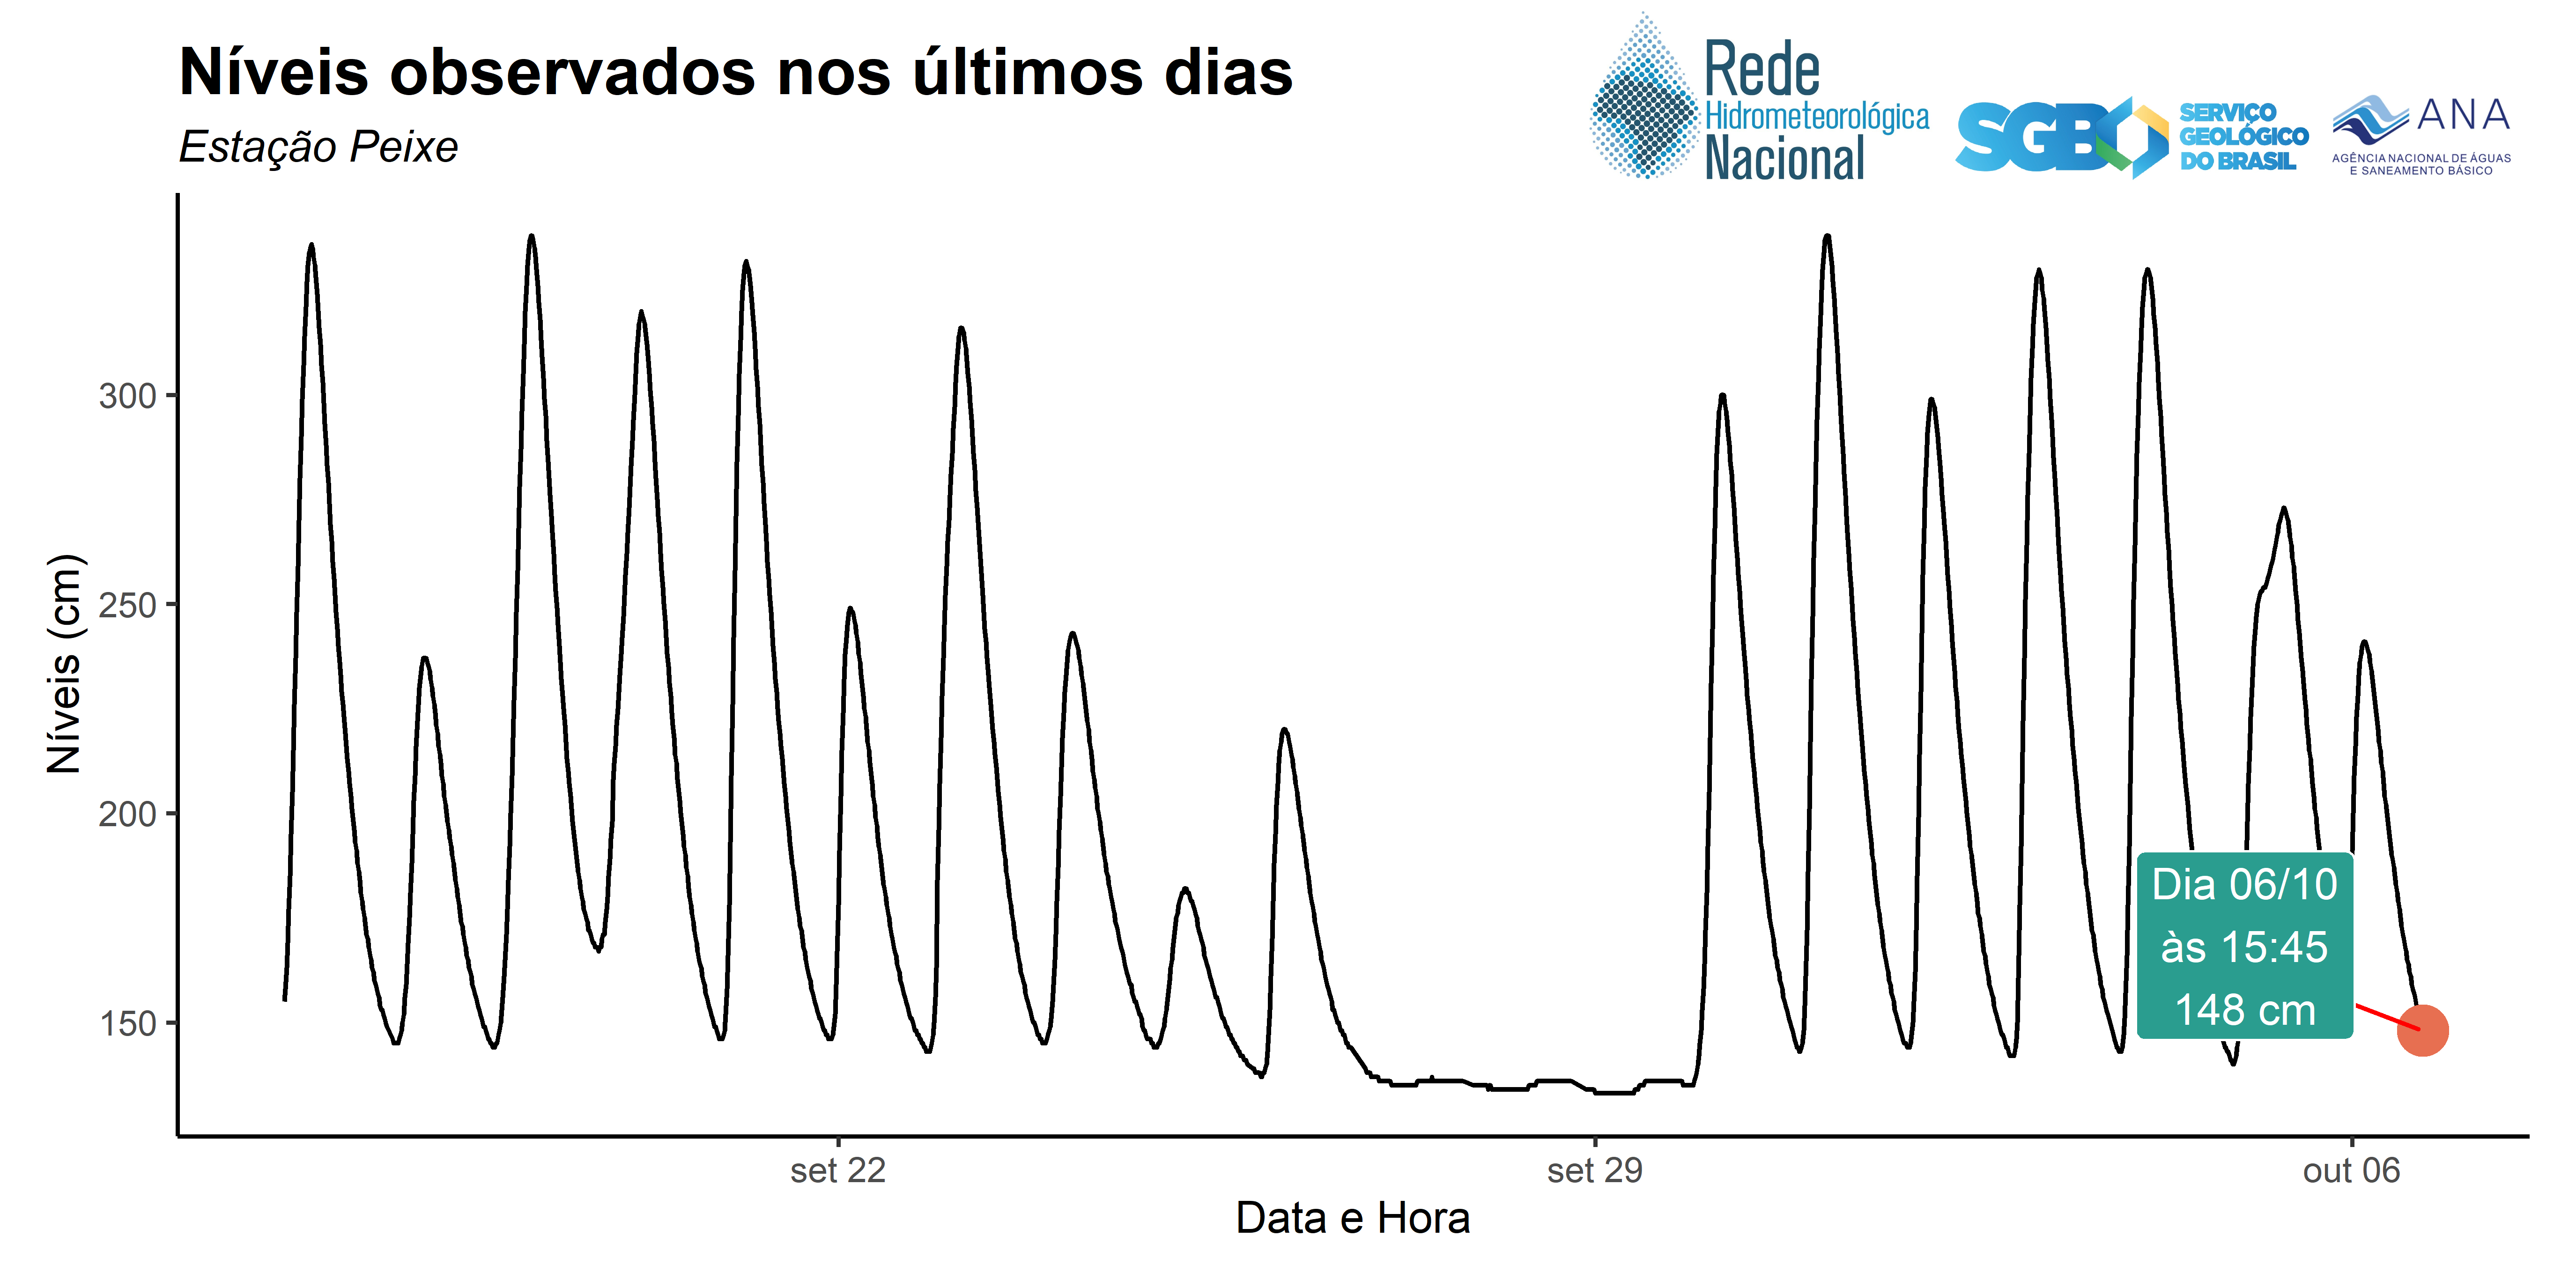 Níveis observados nos últimos dias
Estação Peixe
Rede
Hidrometeorológica
Nacional
SGB
SERVIÇO
GEOLÓGICO
DO BRASIL
ANA
AGÊNCIA NACIONAL DE ÁGUAS
E SANEAMENTO BÁSICO
Níveis (cm)
300
250
200
150
Dia 06/10
às 15:45
148 cm
set 22
set 29
out 06
Data e Hora